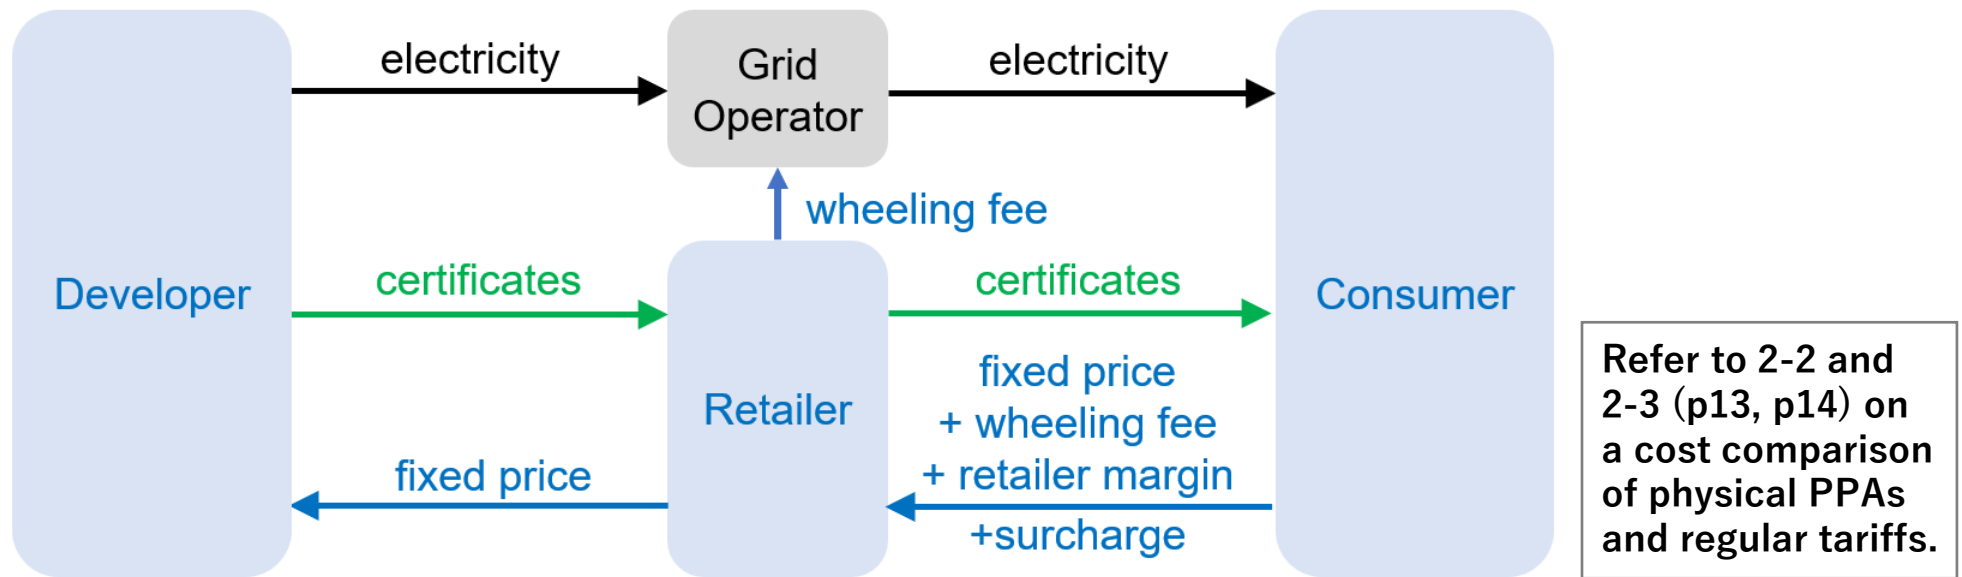 electricity
Grid
Operator
electricity
wheeling fee
Developer
certificates
certificates
Consumer
Retailer
fixed price
fixed price
+ wheeling fee
+ retailer margin
+surcharge
Refer to 2-2 and
2-3 (p13, p14) on
a cost comparison
of physical PPAs
and regular tariffs.